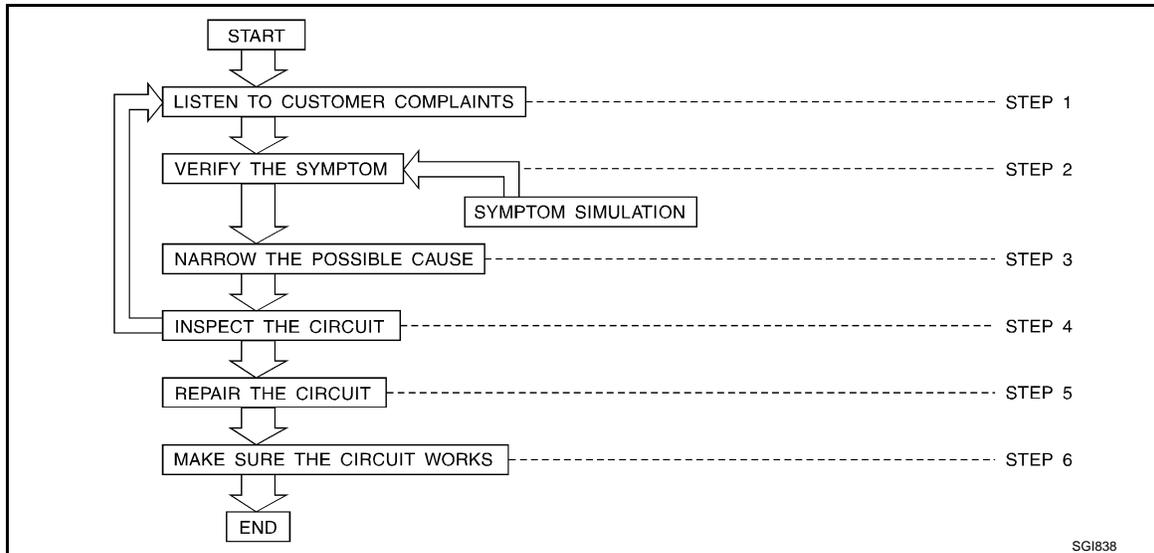 START
LISTEN TO CUSTOMER COMPLAINTS
STEP 1
VERIFY THE SYMPTOM
STEP 2
SYMPTOM SIMULATION
NARROW THE POSSIBLE CAUSE
STEP 3
INSPECT THE CIRCUIT
STEP 4
REPAIR THE CIRCUIT
STEP 5
MAKE SURE THE CIRCUIT WORKS
STEP 6
END
SGI838